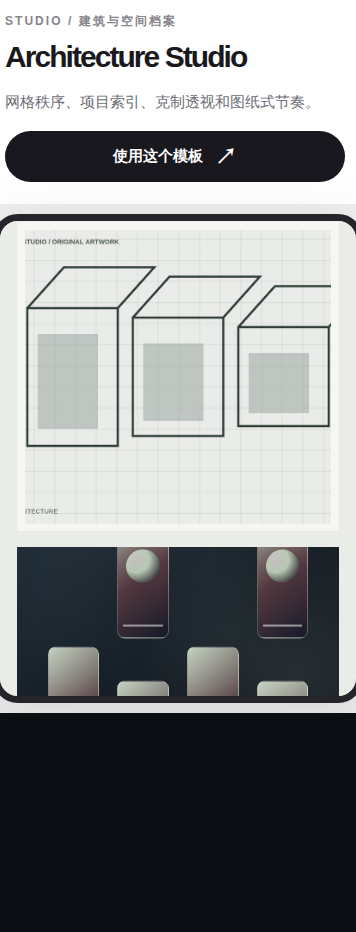 STUDIO / 建筑与空间档案
Architecture Studio
网格秩序、项目索引、克制透视和图纸式节奏。
使用这个模板 ↗
STUDIO / ORIGINAL ARTWORK
ITECTURE